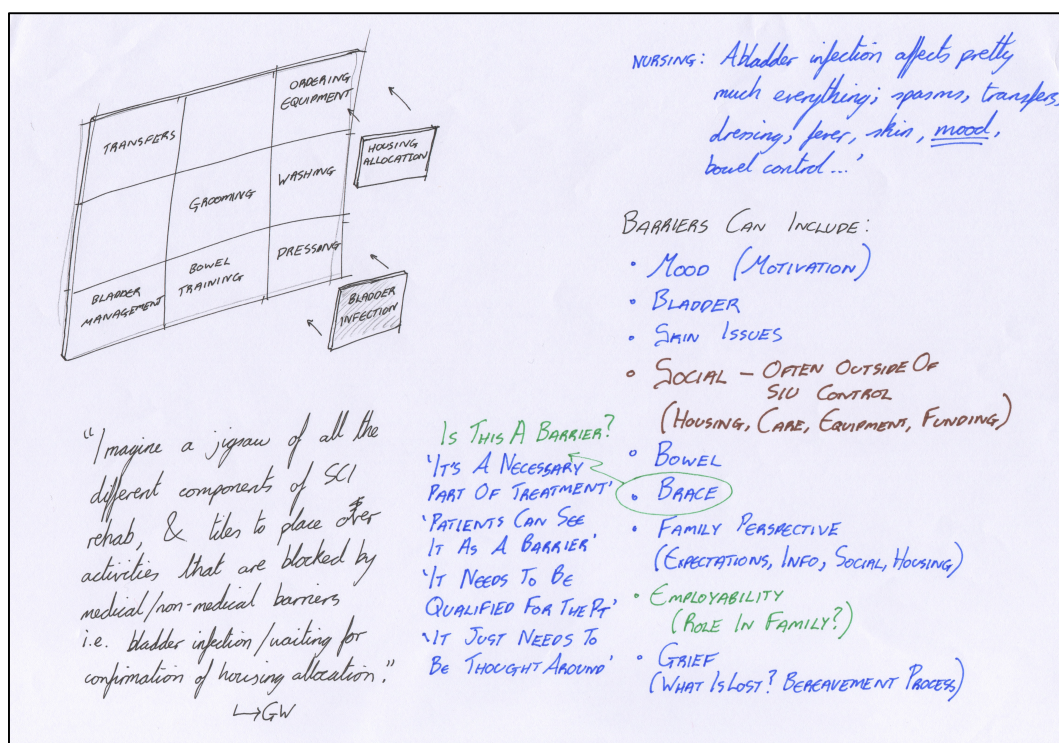 ORDERING
EQUIPMENT
TRANSFERS
HOUSING
ALLOCATION
GROOMING
WASHING
DRESSING
BOWEL
TRAINING
BLADDER
MANAGEMENT
BLADDER
INFECTION
NURSING: A bladder infection affects pretty
much everything; spasms, transfers,
dressing, fever, skin, mood,
bowel control...'
BARRIERS CAN INCLUDE:
• MOOD (MOTIVATION)
• BLADDER
• SKIN ISSUES
• SOCIAL – OFTEN OUTSIDE OF
SIU CONTROL
(HOUSING, CARE, EQUIPMENT, FUNDING)
• BOWEL
• BRACE
• FAMILY PERSPECTIVE
(EXPECTATIONS, INFO, SOCIAL, HOUSING)
• EMPLOYABILITY
(ROLE IN FAMILY?)
• GRIEF
(WHAT IS LOST? BEREAVEMENT PROCESS)
IS THIS A BARRIER?
'IT'S A NECESSARY
PART OF TREATMENT'
'PATIENTS CAN SEE
IT AS A BARRIER'
'IT NEEDS TO BE
QUALIFIED FOR THE PT'
'IT JUST NEEDS TO
BE THOUGHT AROUND'
"Imagine a jigsaw of all the
different components of SCI
rehab, & tiles to place over
activities that are blocked by
medical/non-medical barriers
i.e. bladder infection/waiting for
confirmation of housing allocation."
↳GW